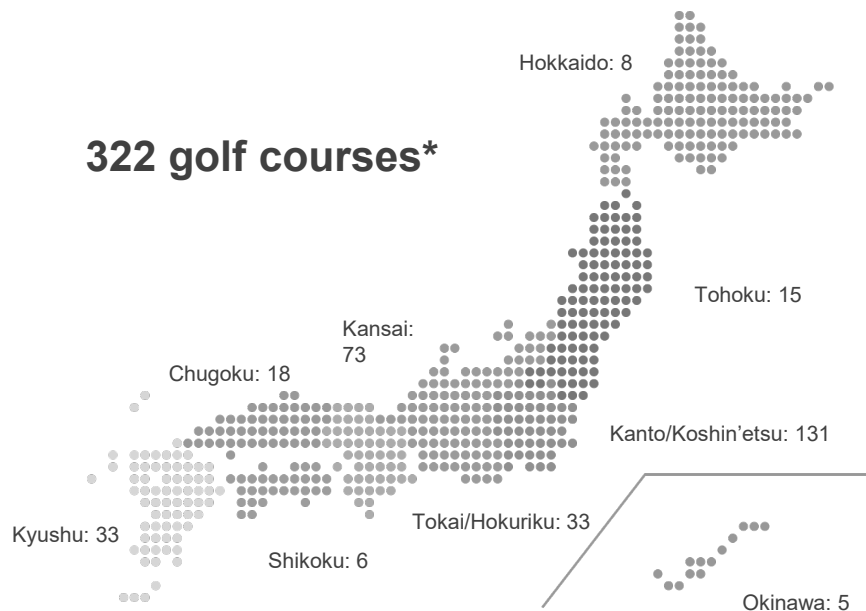 Hokkaido: 8
322 golf courses*
Tohoku: 15
Kansai:
73
Chugoku: 18
Kanto/Koshin’etsu: 131
Tokai/Hokuriku: 33
Kyushu: 33
Shikoku: 6
Okinawa: 5